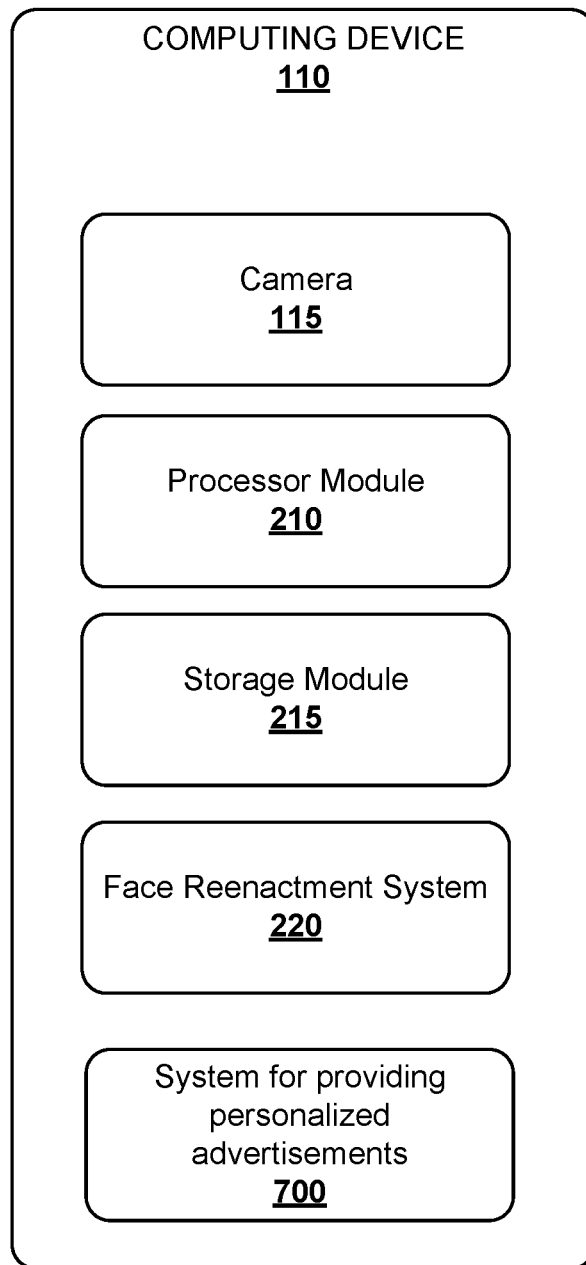 COMPUTING DEVICE
110
Camera
115
Processor Module
210
Storage Module
215
Face Reenactment System
220
System for providing
personalized
advertisements
700